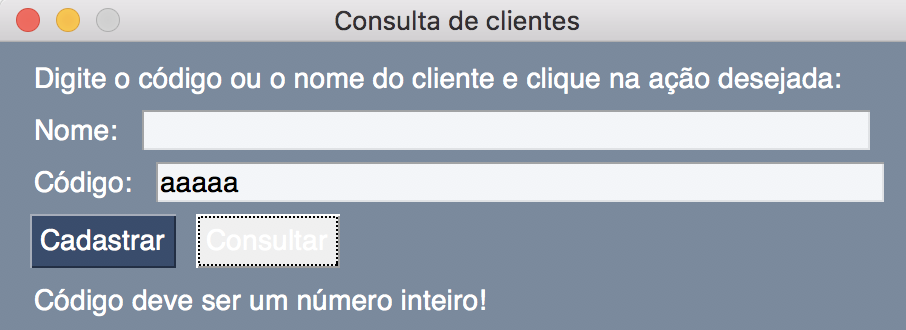 Consulta de clientes
Digite o código ou o nome do cliente e clique na ação desejada:
Nome:
Código: aaaaa
Cadastrar Consultar
Código deve ser um número inteiro!